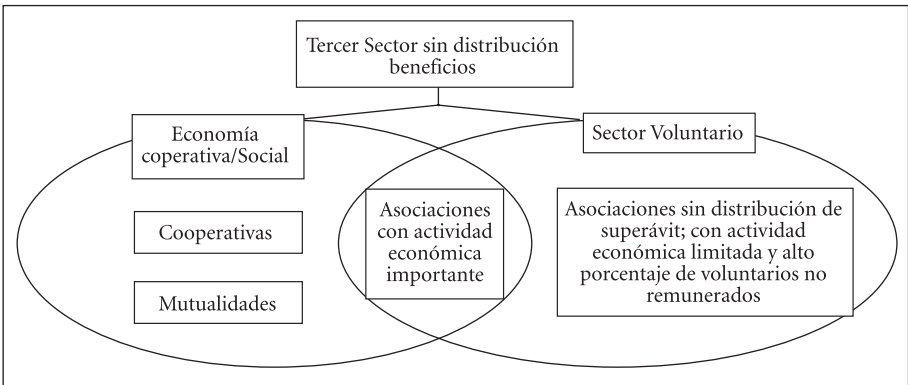 Tercer Sector sin distribución
beneficios
Economía
coperativa/Social
Sector Voluntario
Cooperativas
Mutualidades
Asociaciones
con actividad
económica
importante
Asociaciones sin distribución de
superávit; con actividad
económica limitada y alto
porcentaje de voluntarios no
remunerados